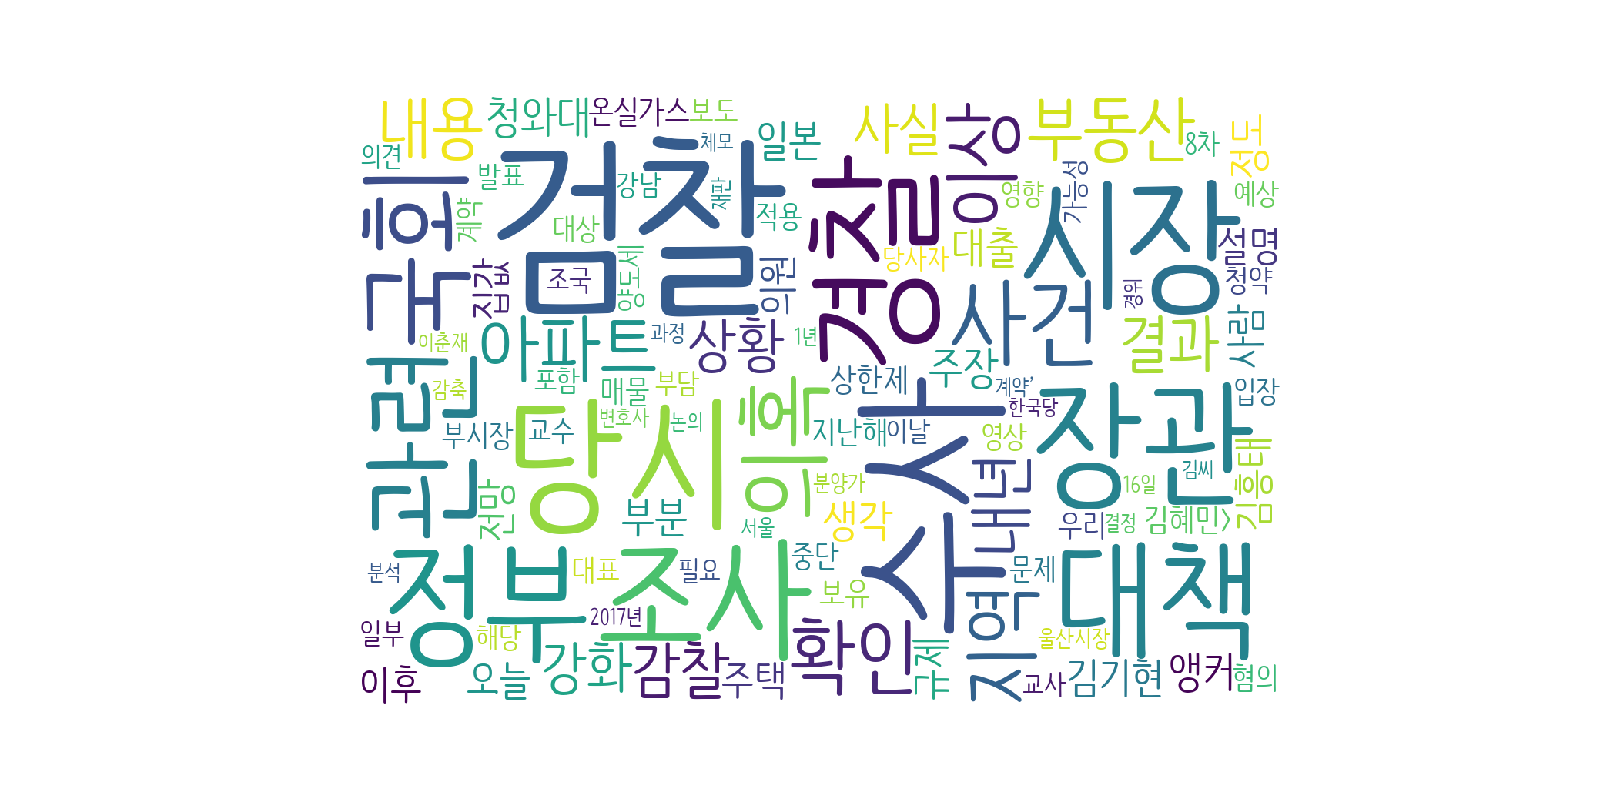 내용
청와대
온실가스
보도
일본
사실
이상
부동산
8차
정도
의견
발표
검찰
체모
강남
재판
경찰
영향
가능성
시장
예상
국회
계약
대상
적용
당사자
대출
설명
집값
조국
양도세
의원
청약
경위
이춘재
아파트
과정
상황
1년
사건
결과
사람
관련
감축
포함
매물
부담
상한제
주장
계약’
입장
부시장
교수
변호사
논의
지난해
이날
한국당
영상
당시
의혹
수사
장관
전망
부분
서울
분양가
생각
내년
16일
김씨
김흥태
우리
결정
김혜민>
분석
정부
조사
대표
필요
중단
보유
문제
대책
일부
해당
2017년
확인
지역
울산시장
이후
오늘
강화
감찰
주택
규제
교사
김기현
앵커
혐의